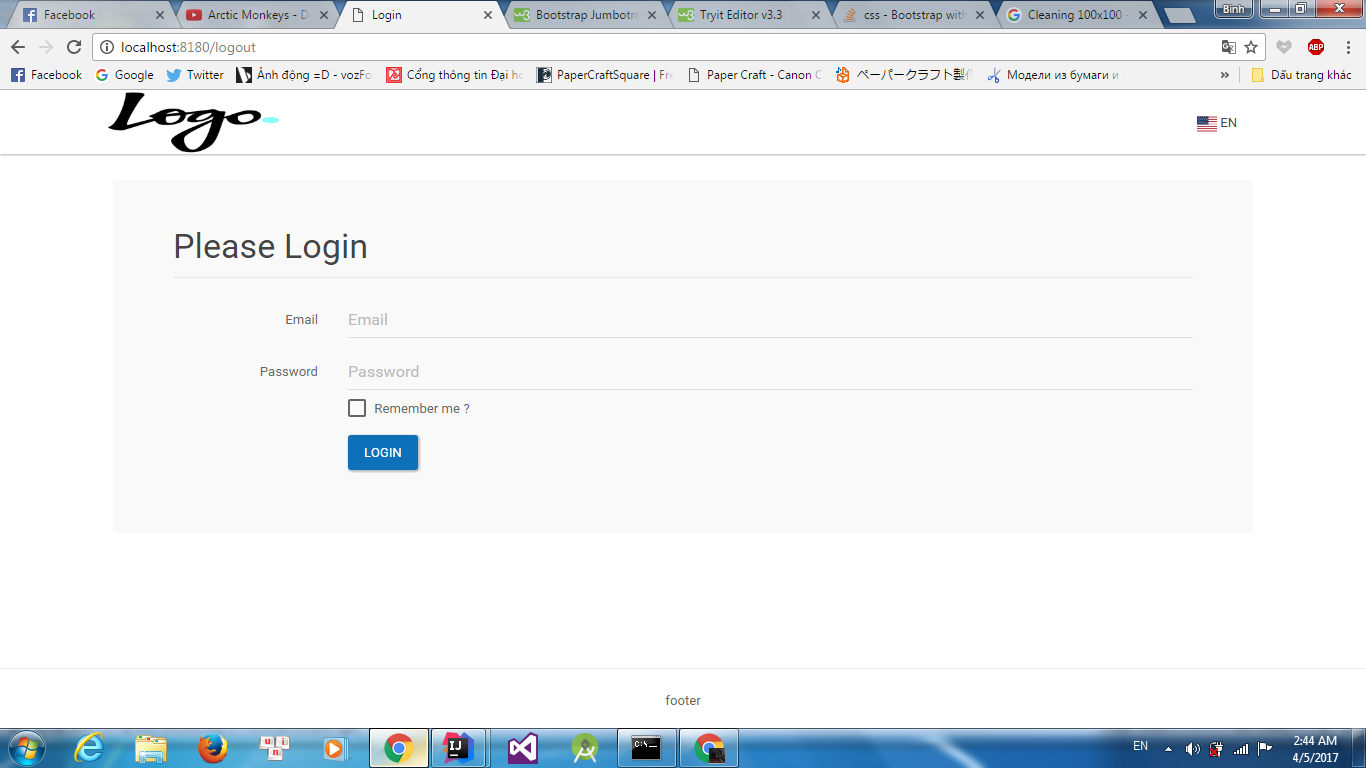 Facebook
Arctic Monkeys - D
Login
Bootstrap Jumbotro
Tryit Editor v3.3
css - Bootstrap with
Cleaning 100x100 -
Binh
localhost:8180/logout
ABP
Facebook
Google
Twitter
Ảnh động =D - vozFo
Cổng thông tin Đại họ
PaperCraftSquare | Fre
Paper Craft - Canon C
ペーパークラフト製作
Модели из бумаги и
»
Dấu trang khác
Logo
EN
Please Login
Email
Email
Password
Password
Remember me ?
LOGIN
footer
u i n
IJ
C:\
EN
2:44 AM
4/5/2017